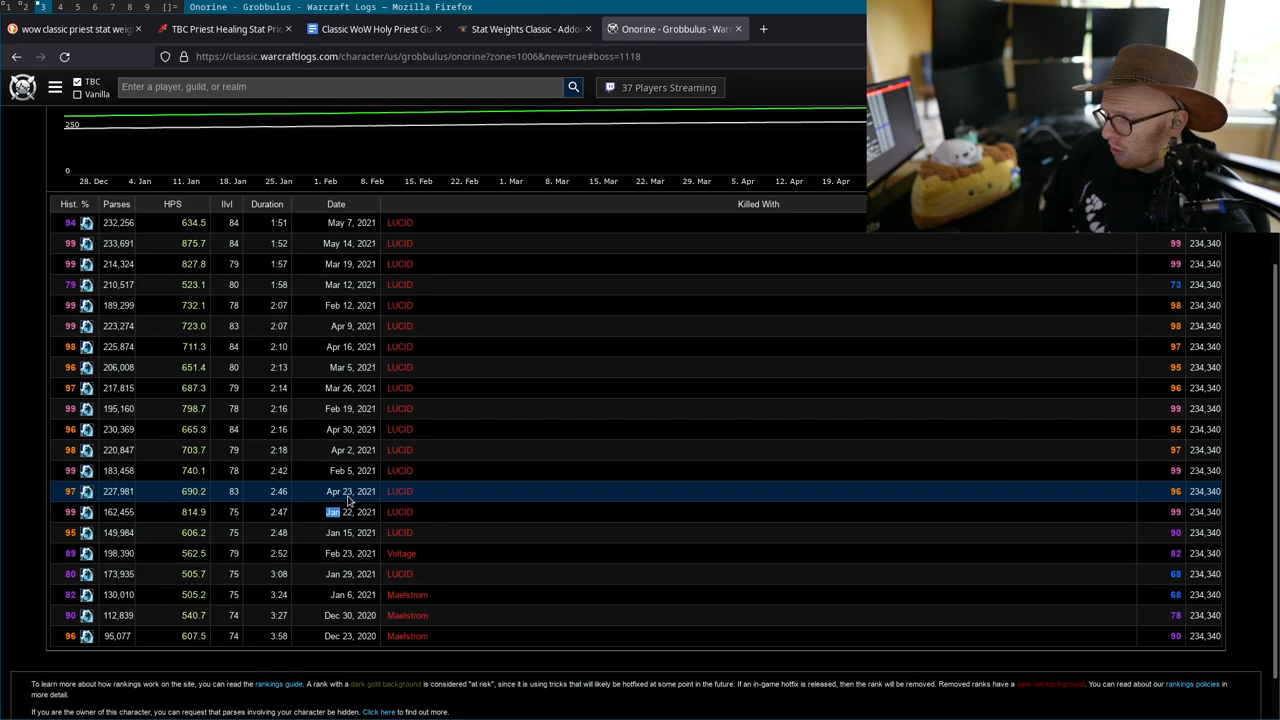 1 2 3 4 5 6 7 8 9 []= Onorine - Grobbulus - Warcraft Logs — Mozilla Firefox
wow classic priest stat weig TBC Priest Healing Stat Pri Classic WoW Holy Priest Gu Stat Weights Classic - Addo Onorine - Grobbulus - War
https://classic.warcraftlogs.com/character/us/grobbulus/onorine?zone=1006&new=true#boss=1118
TBC
Vanilla
Enter a player, guild, or realm
37 Players Streaming
250
0
28. Dec 4. Jan 11. Jan 18. Jan 25. Jan 1. Feb 8. Feb 15. Feb 22. Feb 1. Mar 8. Mar 15. Mar 22. Mar 29. Mar 5. Apr 12. Apr 19. Apr
Hist. % Parses HPS Ilvl Duration Date Killed With
94 232,256 634.5 84 1:51 May 7, 2021 LUCID
99 233,691 875.7 84 1:52 May 14, 2021 LUCID 99 234,340
99 214,324 827.8 79 1:57 Mar 19, 2021 LUCID 99 234,340
79 210,517 523.1 80 1:58 Mar 12, 2021 LUCID 73 234,340
99 189,299 732.1 78 2:07 Feb 12, 2021 LUCID 98 234,340
99 223,274 723.0 83 2:07 Apr 9, 2021 LUCID 98 234,340
98 225,874 711.3 84 2:10 Apr 16, 2021 LUCID 97 234,340
96 206,008 651.4 80 2:13 Mar 5, 2021 LUCID 95 234,340
97 217,815 687.3 79 2:14 Mar 26, 2021 LUCID 96 234,340
99 195,160 798.7 78 2:16 Feb 19, 2021 LUCID 99 234,340
96 230,369 665.3 84 2:16 Apr 30, 2021 LUCID 95 234,340
98 220,847 703.7 79 2:18 Apr 2, 2021 LUCID 97 234,340
99 183,458 740.1 78 2:42 Feb 5, 2021 LUCID 99 234,340
97 227,981 690.2 83 2:46 Apr 23, 2021 LUCID 96 234,340
99 162,455 814.9 75 2:47 Jan 22, 2021 LUCID 99 234,340
95 149,984 606.2 75 2:48 Jan 15, 2021 LUCID 90 234,340
89 198,390 562.5 79 2:52 Feb 23, 2021 Voltage 82 234,340
80 173,935 505.7 75 3:08 Jan 29, 2021 LUCID 68 234,340
82 130,010 505.2 75 3:24 Jan 6, 2021 Maelstrom 68 234,340
90 112,839 540.7 74 3:27 Dec 30, 2020 Maelstrom 78 234,340
96 95,077 607.5 74 3:58 Dec 23, 2020 Maelstrom 90 234,340
To learn more about how rankings work on the site, you can read the rankings guide. A rank with a dark gold background is considered "at risk", since it is using tricks that will likely be hotfixed at some point in the future. If an in-game hotfix is released, then the rank will be removed. Removed ranks have a dark red background. You can read about our rankings policies in
more detail.
If you are the owner of this character, you can request that parses involving your character be hidden. Click here to find out more.